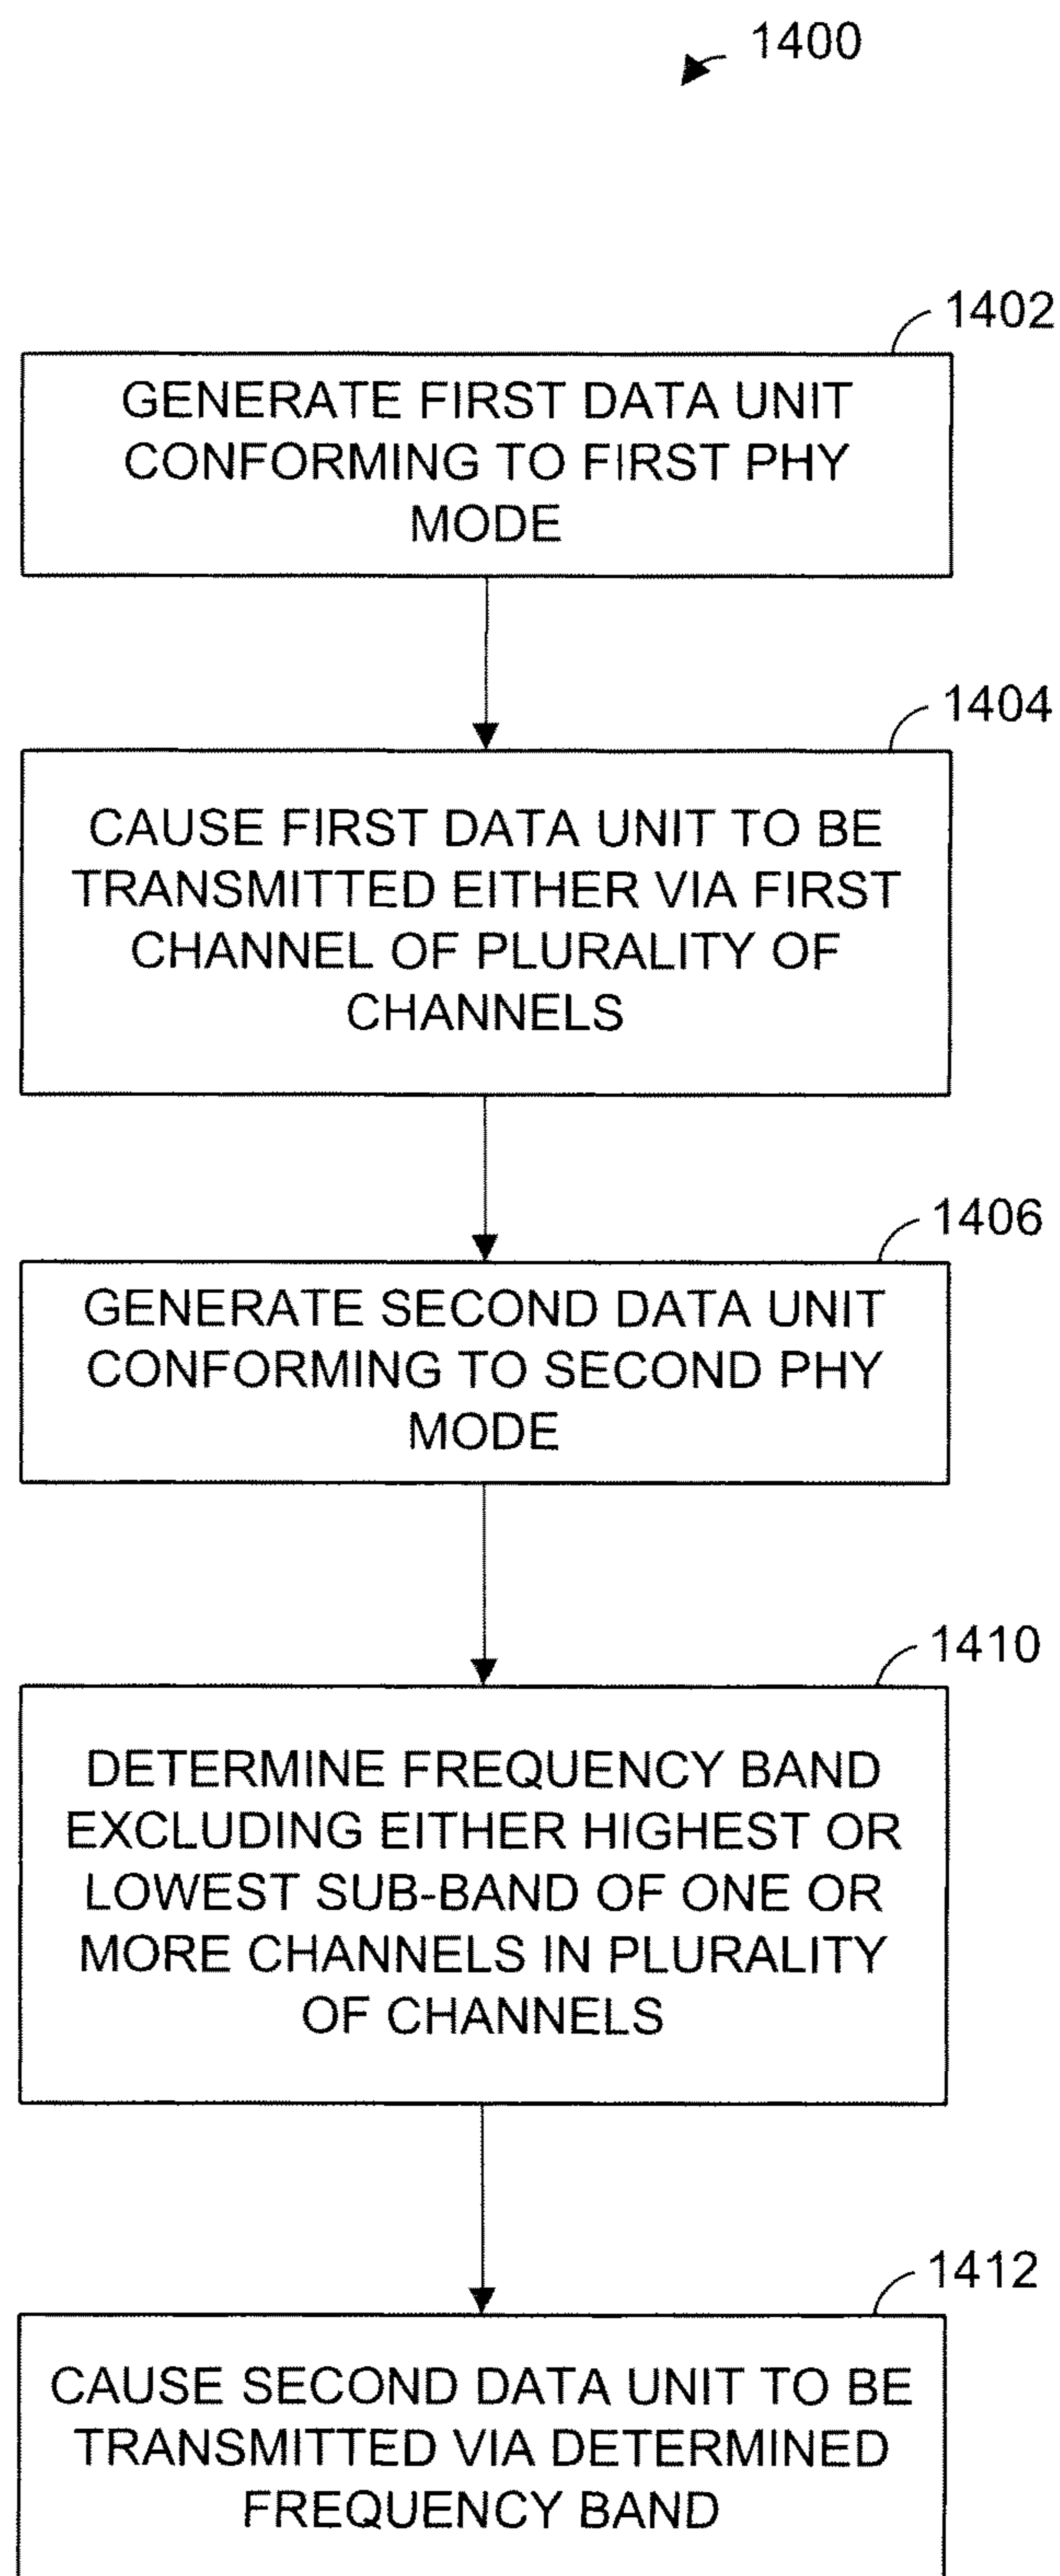 1400
1402
GENERATE FIRST DATA UNIT
CONFORMING TO FIRST PHY
MODE
1404
CAUSE FIRST DATA UNIT TO BE
TRANSMITTED EITHER VIA FIRST
CHANNEL OF PLURALITY OF
CHANNELS
1406
GENERATE SECOND DATA UNIT
CONFORMING TO SECOND PHY
MODE
1410
DETERMINE FREQUENCY BAND
EXCLUDING EITHER HIGHEST OR
LOWEST SUB-BAND OF ONE OR
MORE CHANNELS IN PLURALITY
OF CHANNELS
1412
CAUSE SECOND DATA UNIT TO BE
TRANSMITTED VIA DETERMINED
FREQUENCY BAND